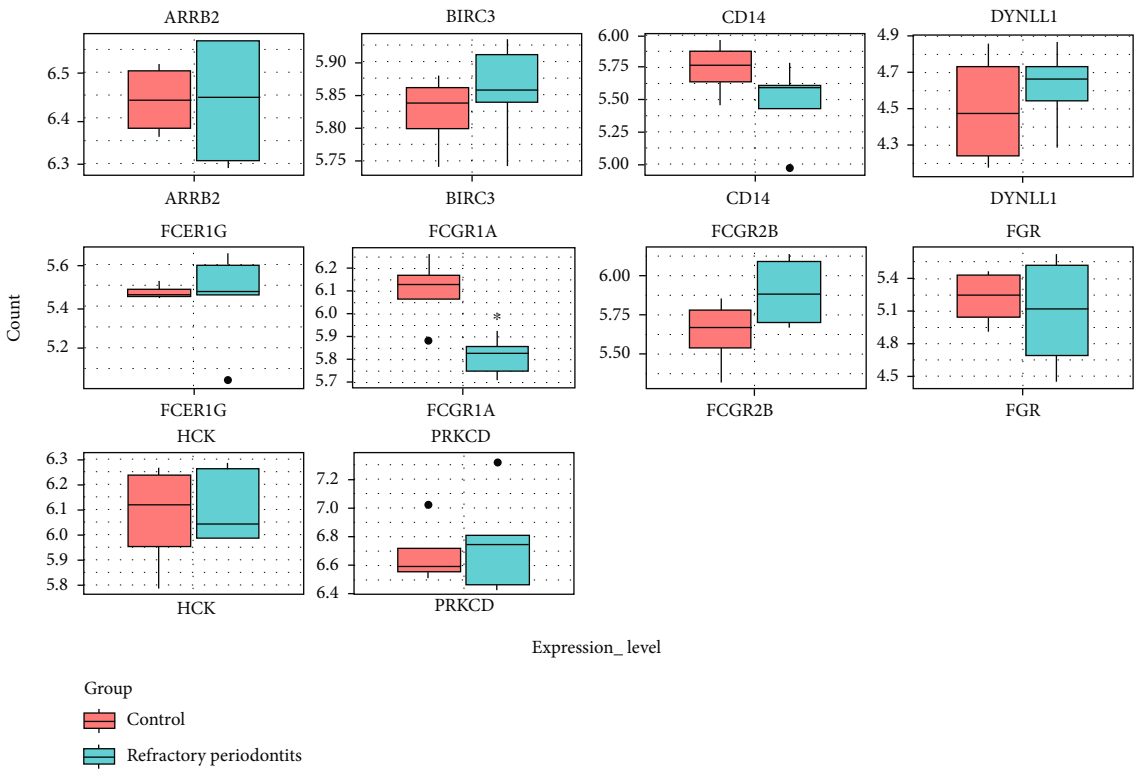 ARRB2 BIRC3 CD14 DYNLL1
6.5 6.4 6.3
5.90 5.85 5.80 5.75
6.00 5.75 5.50 5.00
4.9 4.7 4.5 4.3
ARRB2 BIRC3 CD14 DYNLL1
FCER1G FCGR1A FCGR2B FGR
Count
5.6 5.4 5.2
6.2 6.1 6.0 5.9 5.8 5.7
*
6.00 5.75 5.50
5.4 5.1 4.8 4.5
FCER1G FCGR1A FCGR2B FGR
HCK PRKCD
6.3 6.2 6.1 6.0 5.9 5.8
7.2 7.0 6.8 6.6 6.4
HCK PRKCD
Expression_ level
Group
Control
Refractory periodontits